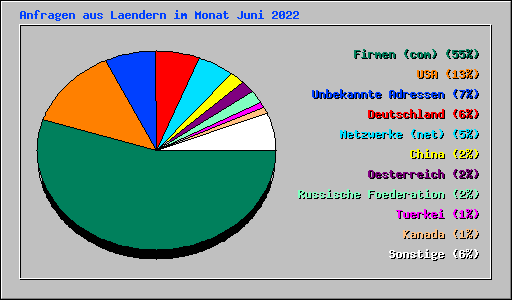 Anfragen aus Laendern im Monat Juni 2022
Firmen (com) (55%)
USA (13%)
Unbekannte Adressen (7%)
Deutschland (6%)
Netzwerke (net) (5%)
China (2%)
Oesterreich (2%)
Russische Foederation (2%)
Tuerkei (1%)
Kanada (1%)
Sonstige (6%)